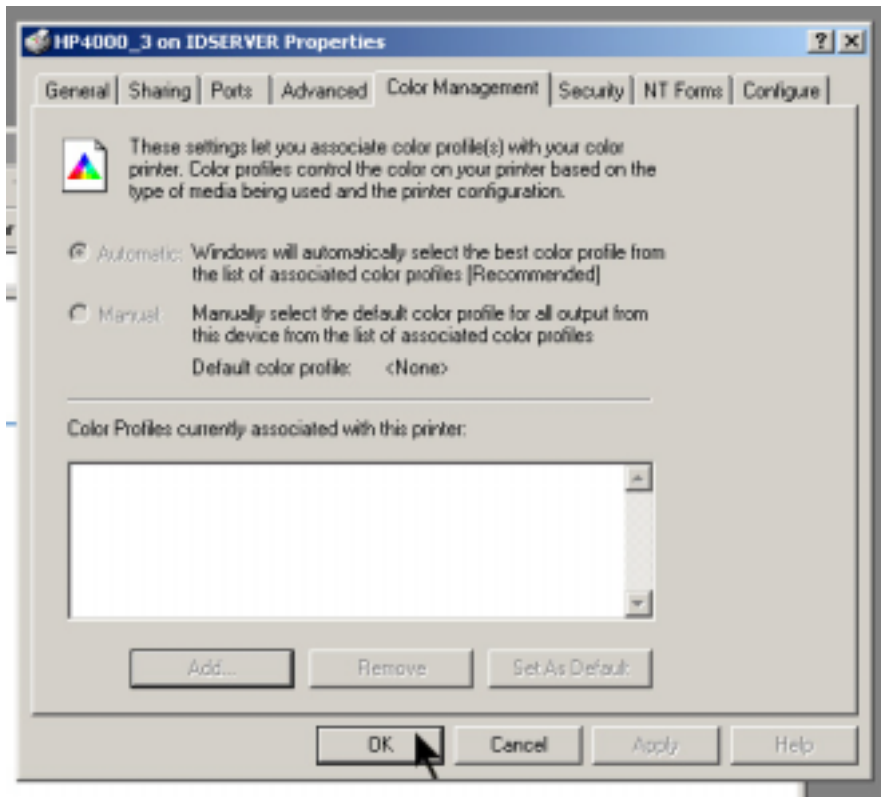 HP4000_3 on IDSERVER Properties
General Sharing Ports Advanced Color Management Security NT Forms Configure
These settings let you associate color profile(s) with your color
printer. Color profiles control the color on your printer based on the
type of media being used and the printer configuration.
Automatic: Windows will automatically select the best color profile from
the list of associated color profiles [Recommended]
Manual: Manually select the default color profile for all output from
this device from the list of associated color profiles
Default color profile: <None>
Color Profiles currently associated with this printer:
Add... Remove Set As Default
OK Cancel Apply Help